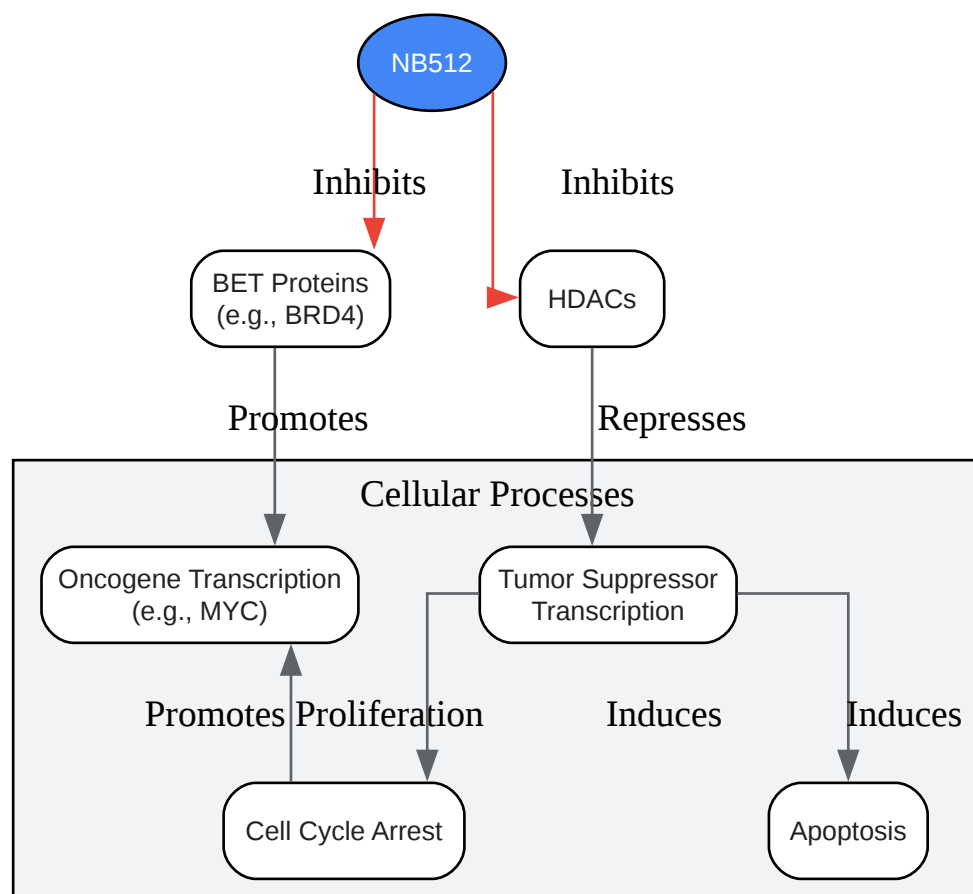 NB512
Inhibits
Inhibits
BET Proteins
(e.g., BRD4)
HDACs
Promotes
Represses
Cellular Processes
Oncogene Transcription
(e.g., MYC)
Tumor Suppressor
Transcription
Promotes
Proliferation
Induces
Induces
Cell Cycle Arrest
Apoptosis